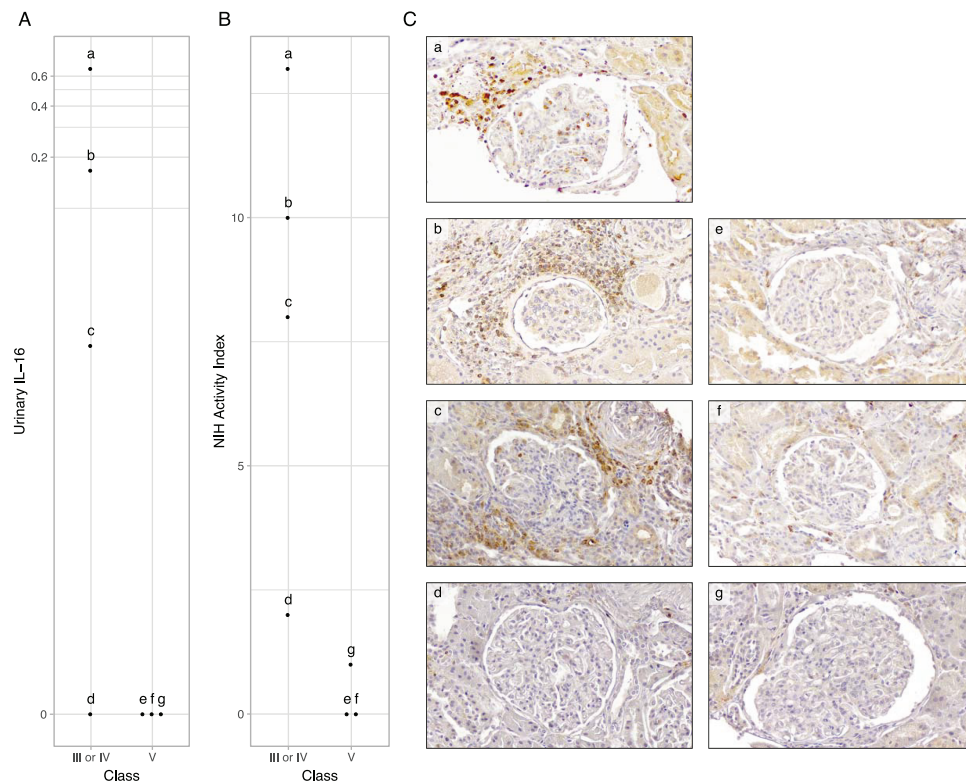 A
B
C
a
b
c
d
e f g
0.6
0.4
0.2
0
Urinary IL−16
III or IV
V
Class
a
b
c
d
g
e f
10
5
0
NIH Activity Index
III or IV
V
Class
a
b
e
c
f
d
g